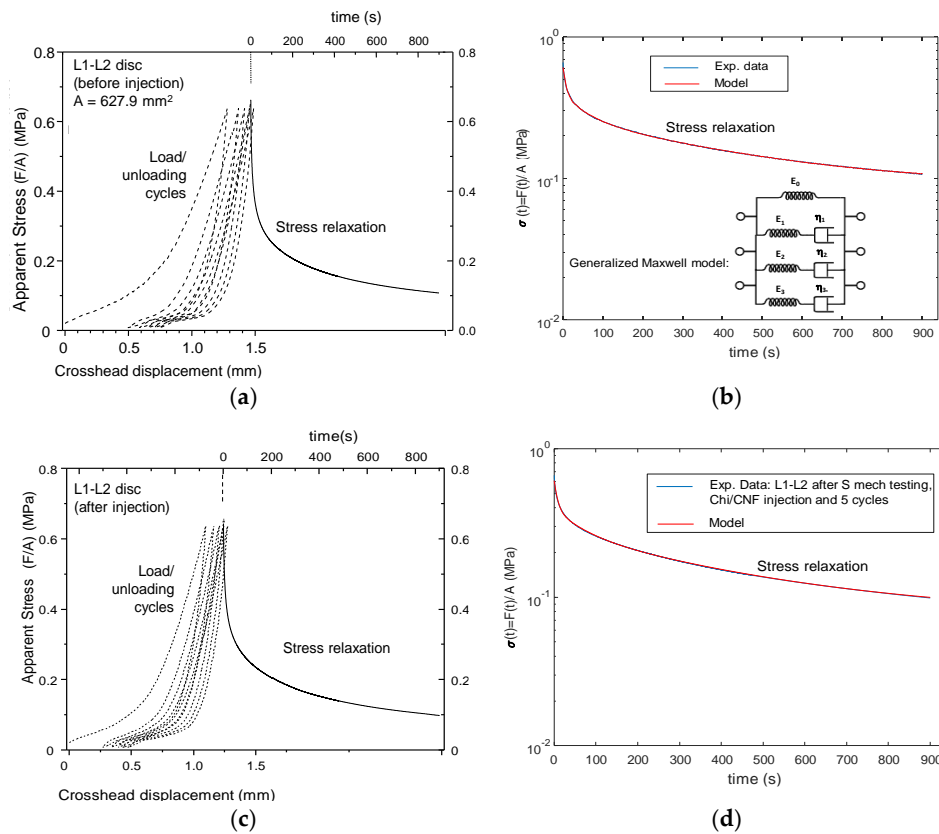 time (s)
0 200 400 600 800
0.8
0.6
0.4
0.2
0
Apparent Stress (F/A) (MPa)
L1-L2 disc
(before injection)
A = 627.9 mm²
Load/
unloading
cycles
Stress relaxation
0.8
0.6
0.4
0.2
0.0
0 0.5 1.0 1.5
Crosshead displacement (mm)
(a)
10⁰
10⁻¹
10⁻²
σ (t)=F(t)/A (MPa)
Exp. data
Model
Stress relaxation
Generalized Maxwell model:
E₀
E₁ η₁
E₂ η₂
E₃ η₃
0 100 200 300 400 500 600 700 800 900
time (s)
(b)
time(s)
0 200 400 600 800
0.8
0.6
0.4
0.2
0
Apparent Stress (F/A) (MPa)
L1-L2 disc
(after injection)
Load/
unloading
cycles
Stress relaxation
0.8
0.6
0.4
0.2
0
0 0.5 1.0 1.5
Crosshead displacement (mm)
(c)
10⁰
10⁻¹
10⁻²
σ(t)=F(t)/A (MPa)
Exp. Data: L1-L2 after S mech testing,
Chi/CNF injection and 5 cycles
Model
Stress relaxation
0 100 200 300 400 500 600 700 800 900
time (s)
(d)